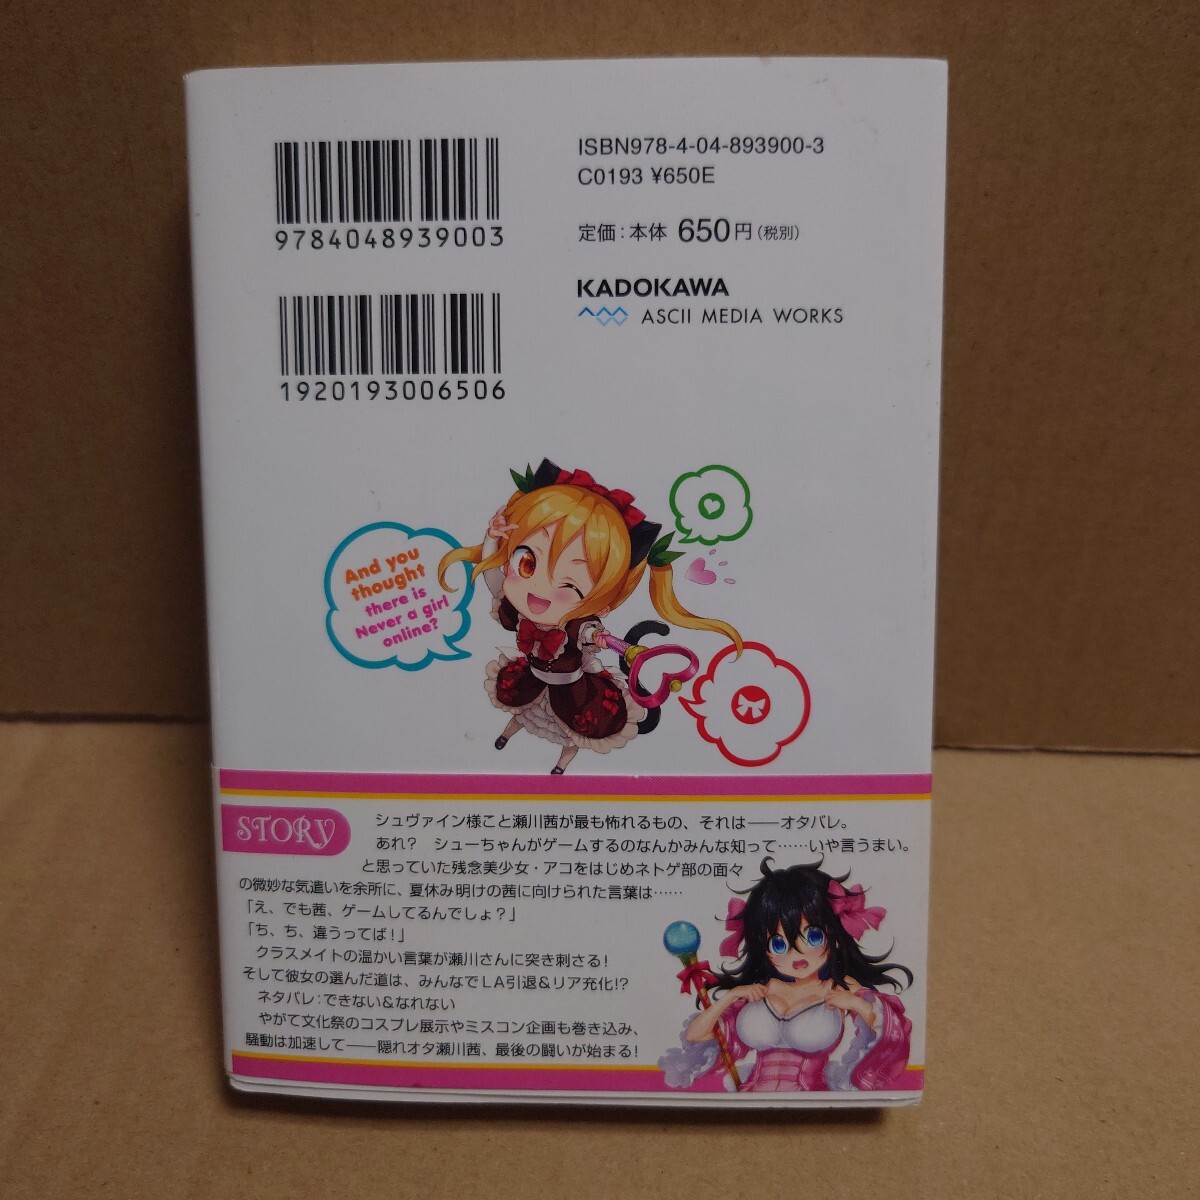 9784048939003
1920193006506
ISBN978-4-04-893900-3
C0193 ¥650E
定価：本体 650円（税別）
KADOKAWA
ASCII MEDIA WORKS
And you
thought
there is
Never a girl
online?
STORY
シュヴァイン様こと瀬川茜が最も怖れるもの、それは──オタバレ。
あれ？　シューちゃんがゲームするのなんかみんな知って……いや言うまい。
と思っていた残念美少女・アコをはじめネトゲ部の面々
の微妙な気遣いを余所に、夏休み明けの茜に向けられた言葉は……
「え、でも茜、ゲームしてるんでしょ？」
「ち、ち、違うってば！」
クラスメイトの温かい言葉が瀬川さんに突き刺さる！
そして彼女の選んだ道は、みんなでＬＡ引退＆リア充化!?
ネタバレ：できない＆なれない
やがて文化祭のコスプレ展示やミスコン企画も巻き込み、
騒動は加速して──隠れオタ瀬川茜、最後の闘いが始まる！